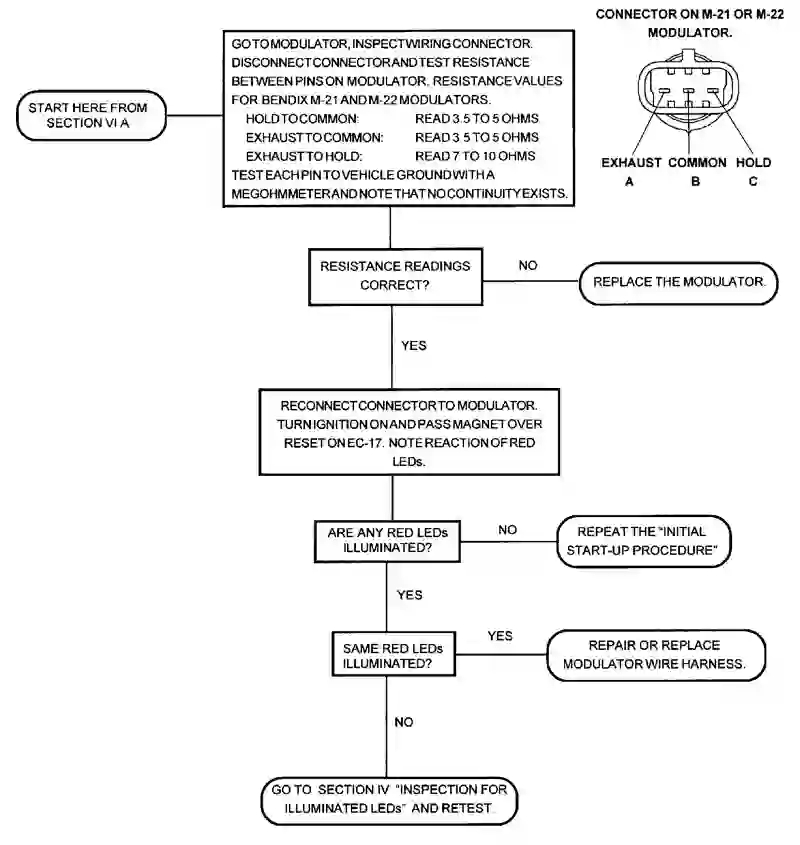 CONNECTOR ON M-21 OR M-22
MODULATOR.
EXHAUST COMMON HOLD
A B C
START HERE FROM
SECTION VI A
GO TO MODULATOR, INSPECT WIRING CONNECTOR.
DISCONNECT CONNECTOR AND TEST RESISTANCE
BETWEEN PINS ON MODULATOR. RESISTANCE VALUES
FOR BENDIX M-21 AND M-22 MODULATORS.
HOLD TO COMMON: READ 3.5 TO 5 OHMS
EXHAUST TO COMMON: READ 3.5 TO 5 OHMS
EXHAUST TO HOLD: READ 7 TO 10 OHMS
TEST EACH PIN TO VEHICLE GROUND WITH A
MEGOHMMETER AND NOTE THAT NO CONTINUITY EXISTS.
RESISTANCE READINGS
CORRECT?
NO
REPLACE THE MODULATOR.
YES
RECONNECT CONNECTOR TO MODULATOR.
TURN IGNITION ON AND PASS MAGNET OVER
RESET ON EC-17. NOTE REACTION OF RED
LEDs.
ARE ANY RED LEDs
ILLUMINATED?
NO
REPEAT THE "INITIAL
START-UP PROCEDURE"
YES
SAME RED LEDs
ILLUMINATED?
YES
REPAIR OR REPLACE
MODULATOR WIRE HARNESS.
NO
GO TO SECTION IV "INSPECTION FOR
ILLUMINATED LEDs" AND RETEST.